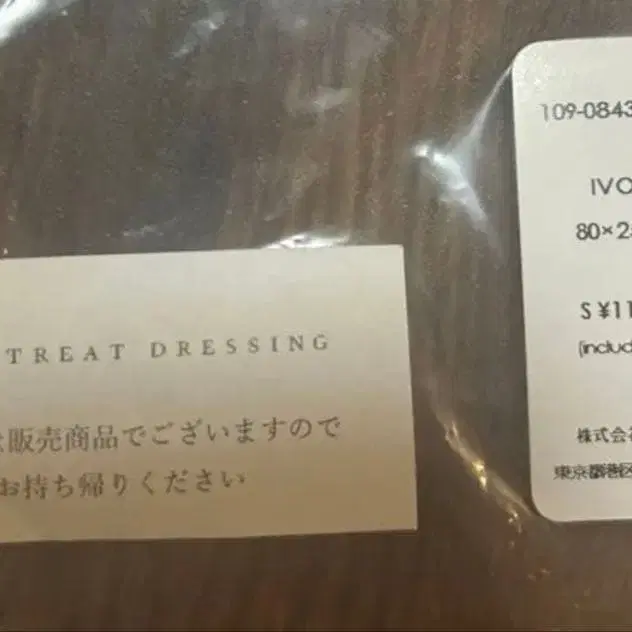 TREAT DRESSING
販売商品でございますので
お持ち帰りください
109-0843
IVO
80×2
S ¥11
(includ
株式会
東京都港区